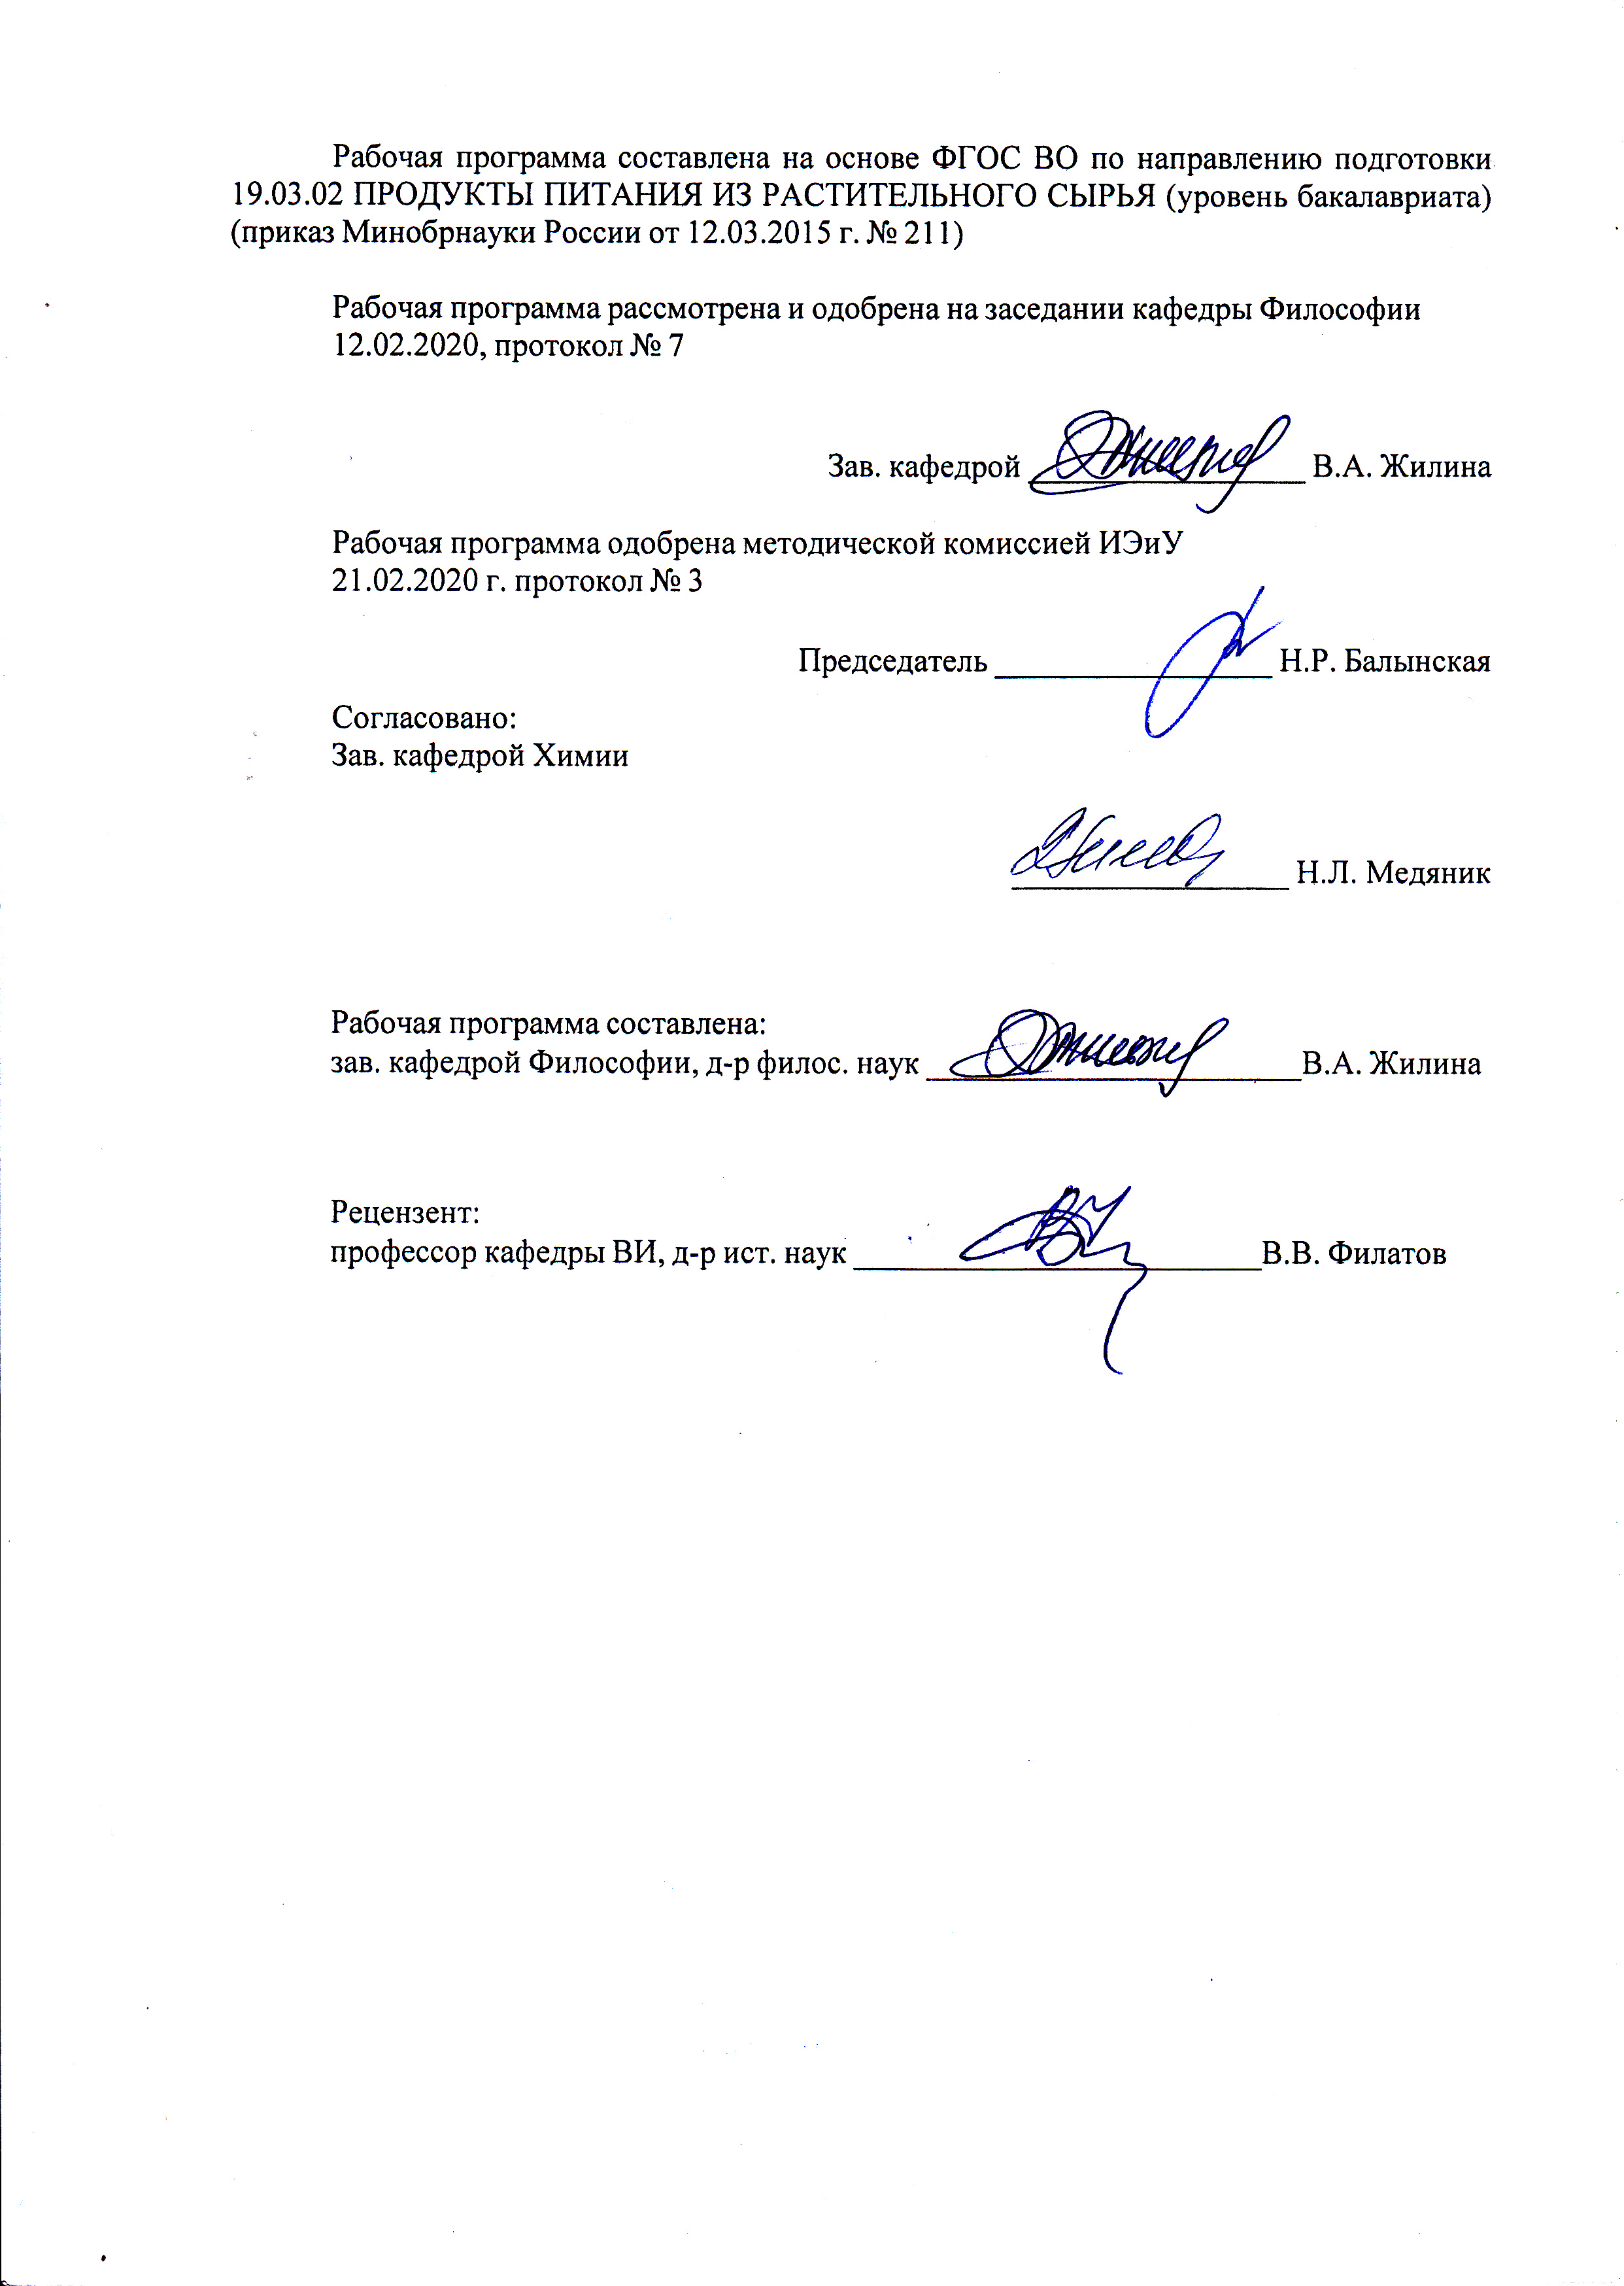 Рабочая программа составлена на основе ФГОС ВО по направлению подготовки
19.03.02 ПРОДУКТЫ ПИТАНИЯ ИЗ РАСТИТЕЛЬНОГО СЫРЬЯ (уровень бакалавриата)
(приказ Минобрнауки России от 12.03.2015 г. № 211)
Рабочая программа рассмотрена и одобрена на заседании кафедры Философии
12.02.2020, протокол № 7
Зав. кафедрой В.А. Жилина
Рабочая программа одобрена методической комиссией ИЭиУ
21.02.2020 г. протокол № 3
Председатель Н.Р. Балынская
Согласовано:
Зав. кафедрой Химии
Н.Л. Медяник
Рабочая программа составлена:
зав. кафедрой Философии, д-р филос. наук В.А. Жилина
Рецензент:
профессор кафедры ВИ, д-р ист. наук В.В. Филатов